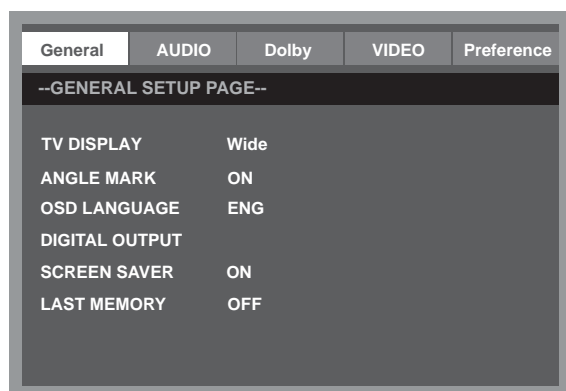 General AUDIO Dolby VIDEO Preference
--GENERAL SETUP PAGE--
TV DISPLAY Wide
ANGLE MARK ON
OSD LANGUAGE ENG
DIGITAL OUTPUT
SCREEN SAVER ON
LAST MEMORY OFF